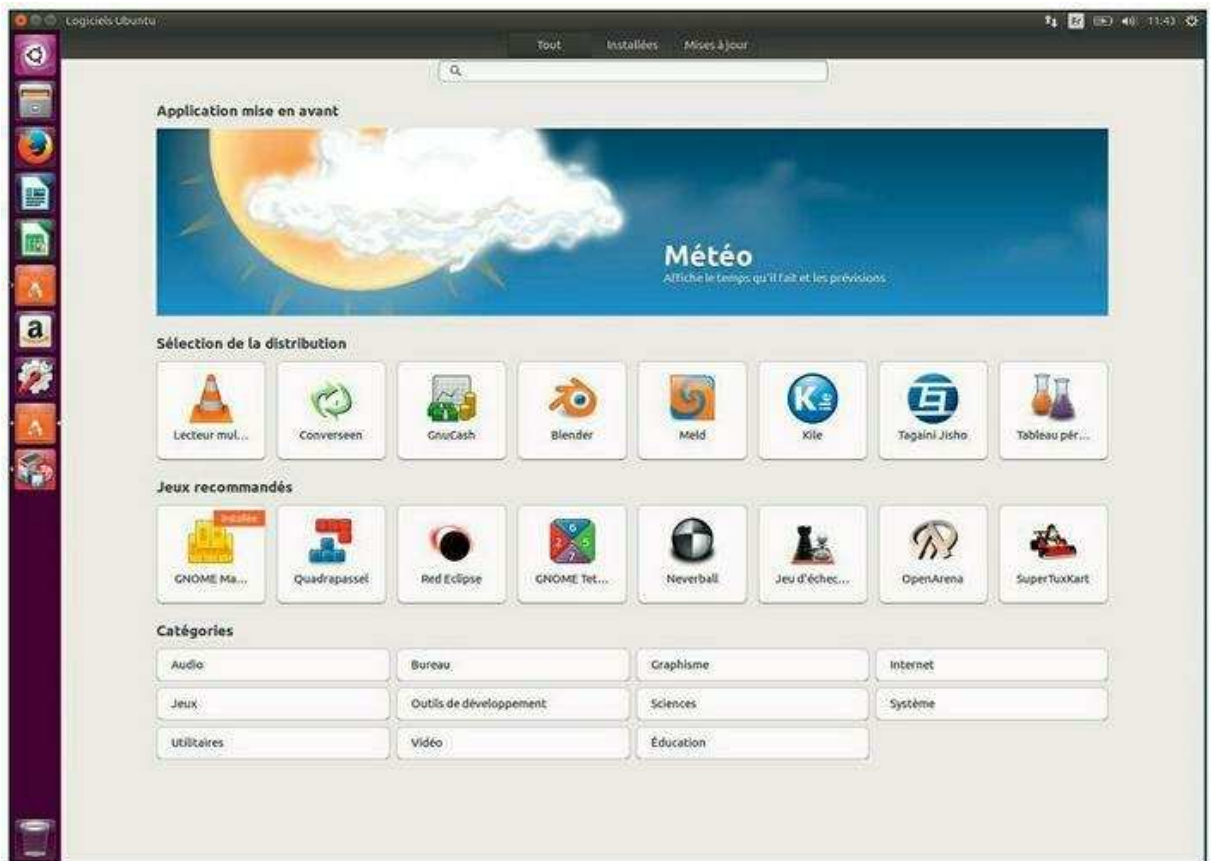 Logiciels Ubuntu
Fr
11:43
Tout Installées Mises à jour
Application mise en avant
Météo
Affiche le temps qu'il fait et les prévisions
Sélection de la distribution
Lecteur mul... Converseen GnuCash Blender Meld Kile Tagaini Jisho Tableau pér...
Jeux recommandés
Installée
GNOME Ma... Quadrapassel Red Eclipse GNOME Tet... Neverball Jeu d'échec... OpenArena SuperTuxKart
Catégories
Audio Bureau Graphisme Internet
Jeux Outils de développement Sciences Système
Utilitaires Vidéo Éducation